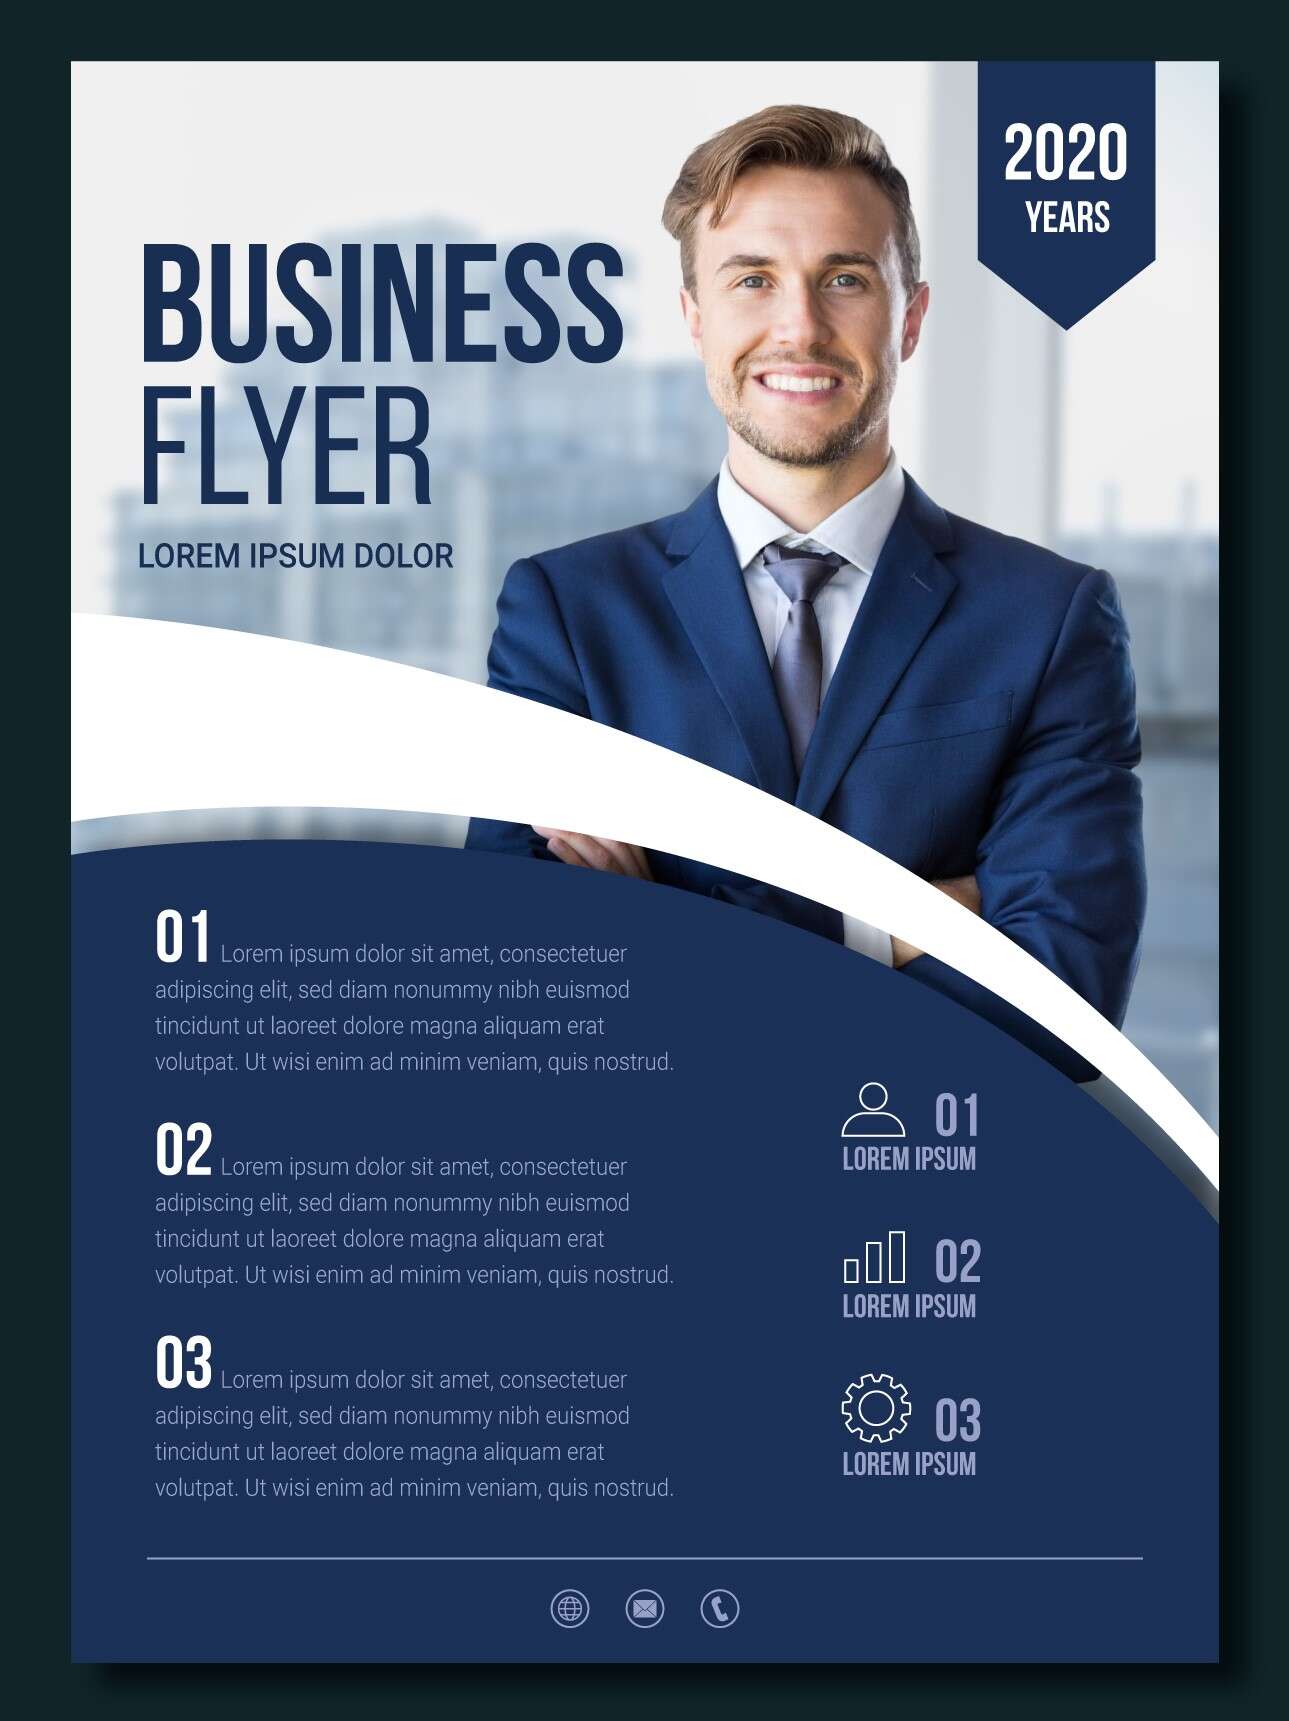 2020
YEARS
BUSINESS
FLYER
LOREM IPSUM DOLOR
01 Lorem ipsum dolor sit amet, consectetuer
adipiscing elit, sed diam nonummy nibh euismod
tincidunt ut laoreet dolore magna aliquam erat
volutpat. Ut wisi enim ad minim veniam, quis nostrud.
02 Lorem ipsum dolor sit amet, consectetuer
adipiscing elit, sed diam nonummy nibh euismod
tincidunt ut laoreet dolore magna aliquam erat
volutpat. Ut wisi enim ad minim veniam, quis nostrud.
03 Lorem ipsum dolor sit amet, consectetuer
adipiscing elit, sed diam nonummy nibh euismod
tincidunt ut laoreet dolore magna aliquam erat
volutpat. Ut wisi enim ad minim veniam, quis nostrud.
01
LOREM IPSUM
02
LOREM IPSUM
03
LOREM IPSUM